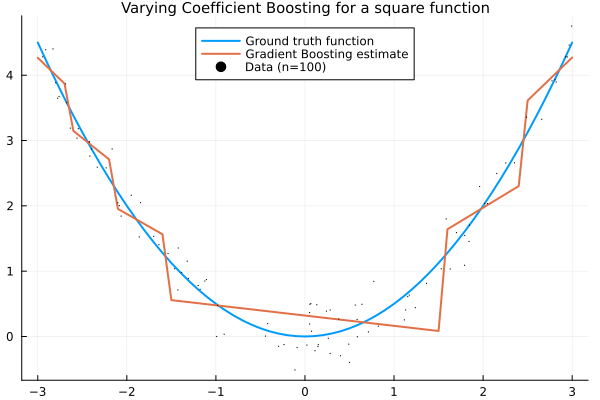 Varying Coefficient Boosting for a square function
Ground truth function
Gradient Boosting estimate
Data (n=100)
4
3
2
1
0
−3 −2 −1 0 1 2 3